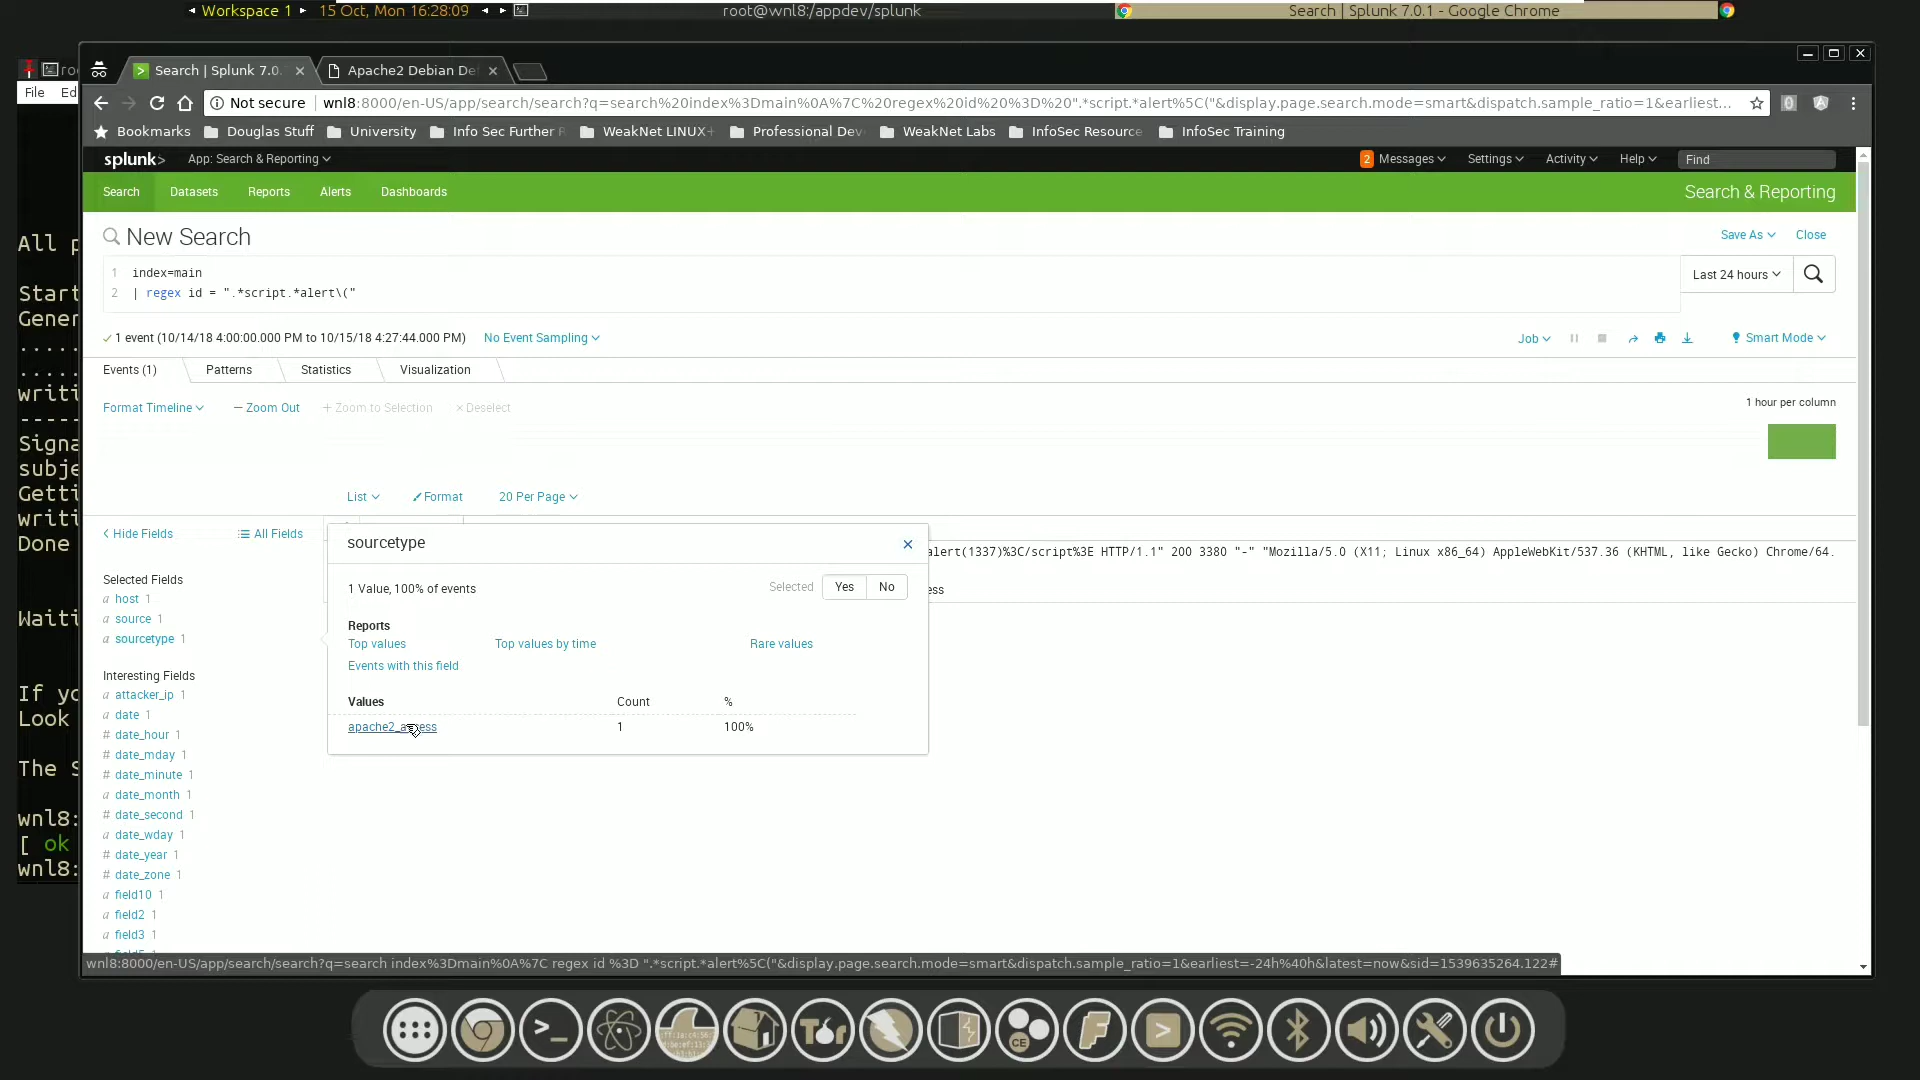 Workspace 1
15 Oct, Mon 16:28:09
root@wnl8:/appdev/splunk
Search | Splunk 7.0.1 - Google Chrome
Search | Splunk 7.0.
Apache2 Debian De
File Ed
Not secure
wnl8:8000/en-US/app/search/search?q=search%20index%3Dmain%0A%7C%20regex%20id%20%3D%20".*script.*alert%5C("&display.page.search.mode=smart&dispatch.sample_ratio=1&earliest...
Bookmarks
Douglas Stuff
University
Info Sec Further
WeakNet LINUX+
Professional Dev
WeakNet Labs
InfoSec Resource
InfoSec Training
splunk>
App: Search & Reporting
2 Messages
Settings
Activity
Help
Find
Search
Datasets
Reports
Alerts
Dashboards
Search & Reporting
New Search
Save As
Close
1 index=main
2 | regex id = ".*script.*alert\("
Last 24 hours
1 event (10/14/18 4:00:00.000 PM to 10/15/18 4:27:44.000 PM)
No Event Sampling
Job
Smart Mode
Events (1)
Patterns
Statistics
Visualization
Format Timeline
— Zoom Out
+ Zoom to Selection
× Deselect
1 hour per column
List
Format
20 Per Page
Hide Fields
All Fields
Selected Fields
a host 1
a source 1
a sourcetype 1
Interesting Fields
a attacker_ip 1
a date 1
# date_hour 1
# date_mday 1
# date_minute 1
a date_month 1
# date_second 1
a date_wday 1
# date_year 1
# date_zone 1
a field10 1
a field2 1
a field3 1
sourcetype
alert(1337)%3C/script%3E HTTP/1.1" 200 3380 "-" "Mozilla/5.0 (X11; Linux x86_64) AppleWebKit/537.36 (KHTML, like Gecko) Chrome/64.
ess
1 Value, 100% of events
Selected
Yes
No
Reports
Top values
Top values by time
Rare values
Events with this field
Values
Count
%
apache2_access
1
100%
wnl8:8000/en-US/app/search/search?q=search index%3Dmain%0A%7C regex id %3D ".*script.*alert%5C("&display.page.search.mode=smart&dispatch.sample_ratio=1&earliest=-24h%40h&latest=now&sid=1539635264.122#
All p
Start
Gener
.....
.....
writi
----
Signa
subje
Getti
writi
Done
Waiti
If yo
Look
The S
wnl8:
[ ok
wnl8:
Tor
CE